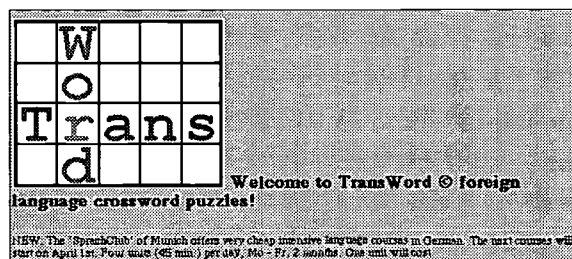 W
o
Trans
d
Welcome to TransWord © foreign
language crossword puzzles!
NEW: The "SprachClub" of Munich offers very cheap intensive language courses in German. The next courses will
start on April 1st. Four units (45 min.) per day, Mo - Fr, 2 months. One unit will cost